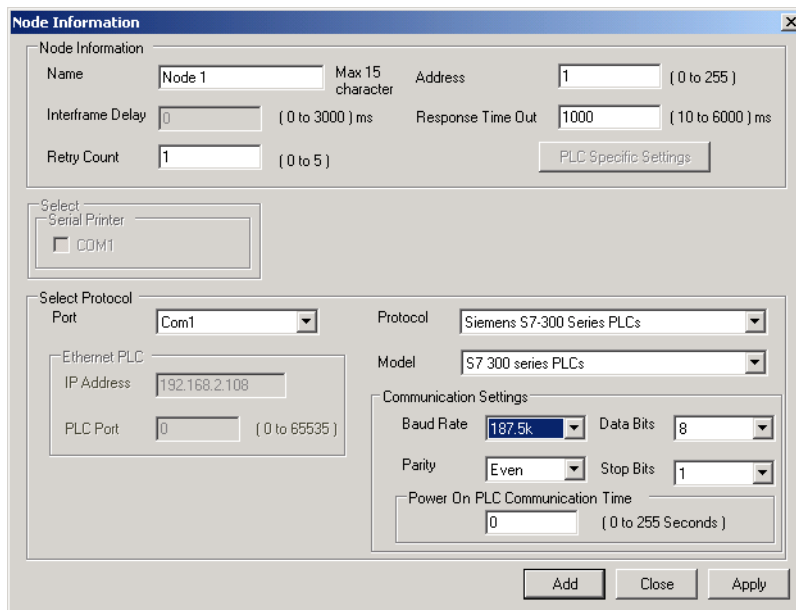 Node Information
Node Information
Name Node 1 Max 15 character Address 1 ( 0 to 255 )
Interframe Delay 0 ( 0 to 3000 ) ms Response Time Out 1000 ( 10 to 6000 ) ms
Retry Count 1 ( 0 to 5 ) PLC Specific Settings
Select
Serial Printer
COM1
Select Protocol
Port Com1 Protocol Siemens S7-300 Series PLCs
Ethernet PLC
Model S7 300 series PLCs
IP Address 192.168.2.108
Communication Settings
Baud Rate 187.5k Data Bits 8
PLC Port 0 ( 0 to 65535 )
Parity Even Stop Bits 1
Power On PLC Communication Time
0 ( 0 to 255 Seconds )
Add Close Apply